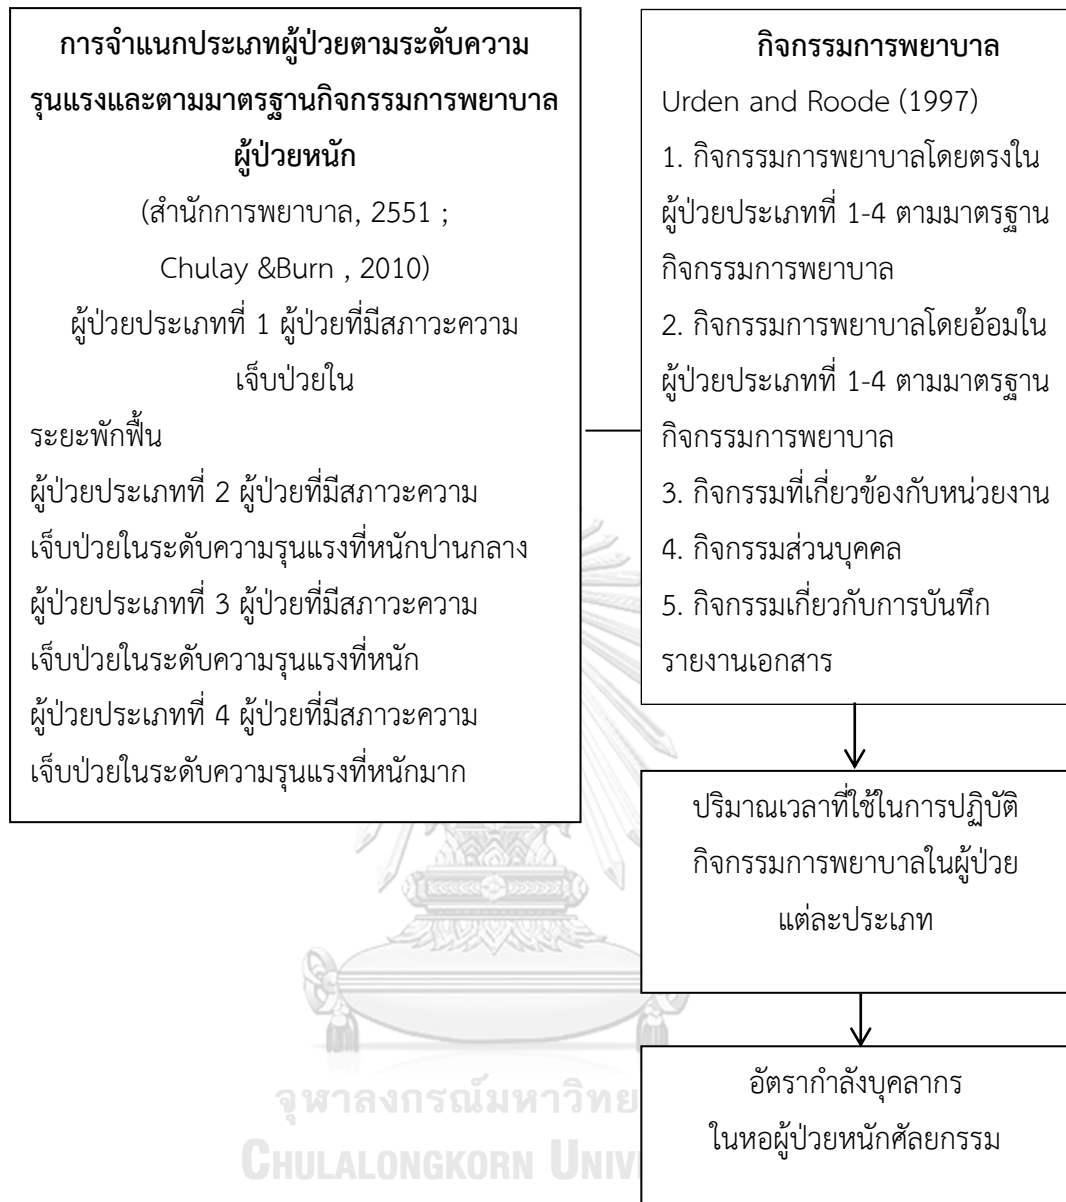 การจำแนกประเภทผู้ป่วยตามระดับความ
รุนแรงและตามมาตรฐานกิจกรรมการพยาบาล
ผู้ป่วยหนัก
(สำนักการพยาบาล, 2551 ;
Chulay &Burn , 2010)
ผู้ป่วยประเภทที่ 1 ผู้ป่วยที่มีสภาวะความ
เจ็บป่วยใน
ระยะพักฟื้น
ผู้ป่วยประเภทที่ 2 ผู้ป่วยที่มีสภาวะความ
เจ็บป่วยในระดับความรุนแรงที่หนักปานกลาง
ผู้ป่วยประเภทที่ 3 ผู้ป่วยที่มีสภาวะความ
เจ็บป่วยในระดับความรุนแรงที่หนัก
ผู้ป่วยประเภทที่ 4 ผู้ป่วยที่มีสภาวะความ
เจ็บป่วยในระดับความรุนแรงที่หนักมาก
กิจกรรมการพยาบาล
Urden and Roode (1997)
1. กิจกรรมการพยาบาลโดยตรงใน
ผู้ป่วยประเภทที่ 1-4 ตามมาตรฐาน
กิจกรรมการพยาบาล
2. กิจกรรมการพยาบาลโดยอ้อมใน
ผู้ป่วยประเภทที่ 1-4 ตามมาตรฐาน
กิจกรรมการพยาบาล
3. กิจกรรมที่เกี่ยวข้องกับหน่วยงาน
4. กิจกรรมส่วนบุคคล
5. กิจกรรมเกี่ยวกับการบันทึก
รายงานเอกสาร
ปริมาณเวลาที่ใช้ในการปฏิบัติ
กิจกรรมการพยาบาลในผู้ป่วย
แต่ละประเภท
อัตรากำลังบุคลากร
ในหอผู้ป่วยหนักศัลยกรรม
จุฬาลงกรณ์มหาวิทย
CHULALONGKORN UNIV